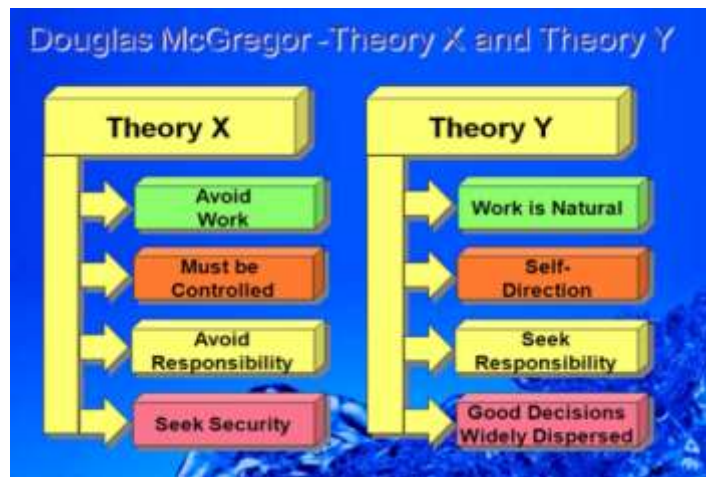 Douglas McGregor -Theory X and Theory Y
Theory X
Avoid
Work
Must be
Controlled
Avoid
Responsibility
Seek Security
Theory Y
Work is Natural
Self-
Direction
Seek
Responsibility
Good Decisions
Widely Dispersed